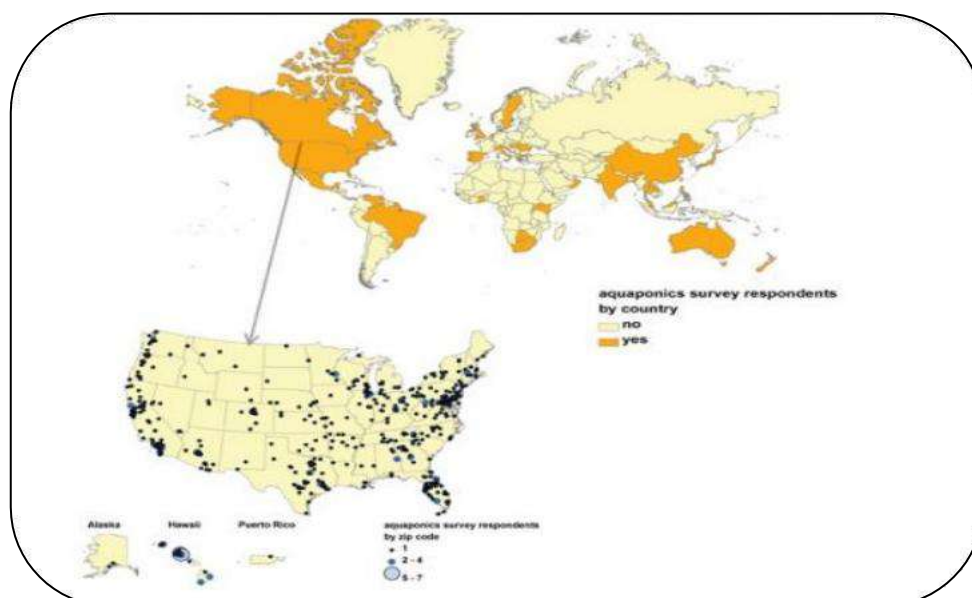 aquaponics survey respondents
by country
no
yes
Alaska
Hawaii
Puerto Rico
aquaponics survey respondents
by zip code
1
2 - 4
5 - 7